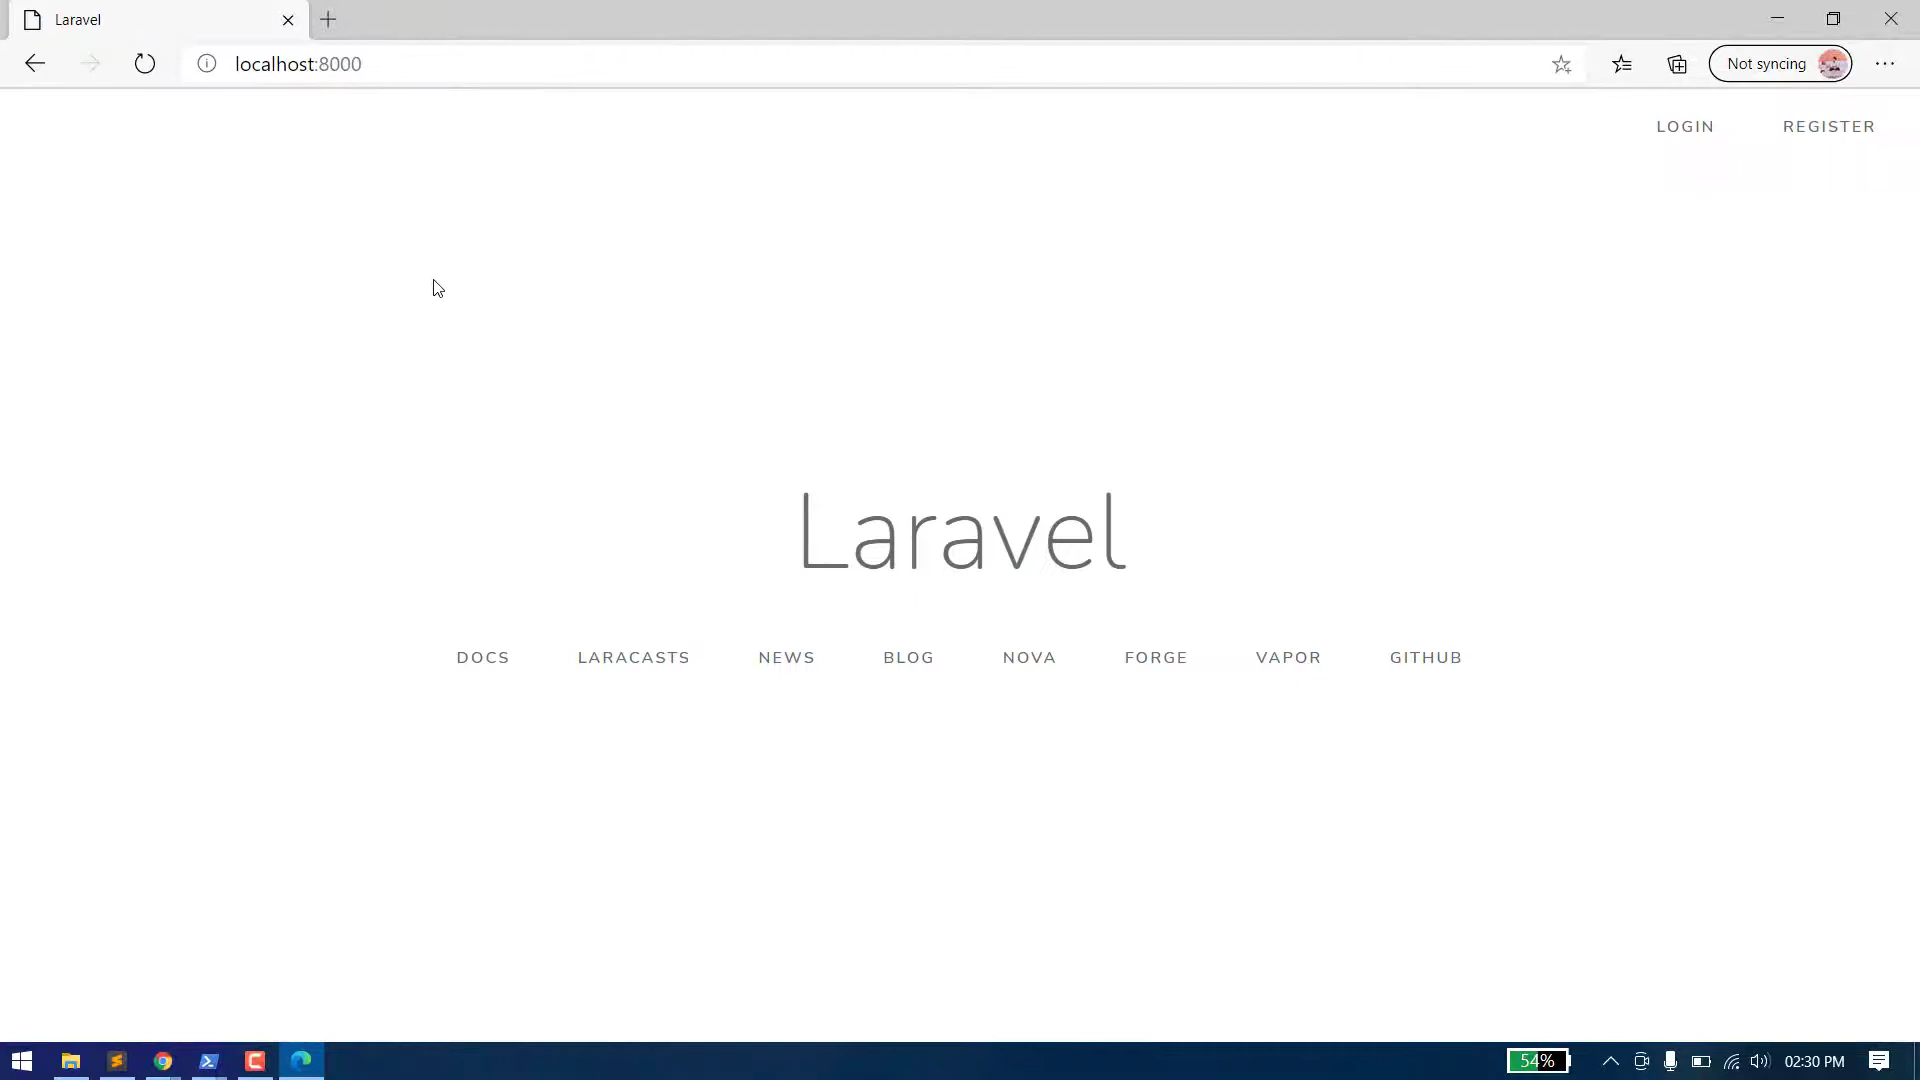 Laravel
localhost:8000
Not syncing
LOGIN REGISTER
Laravel
DOCS LARACASTS NEWS BLOG NOVA FORGE VAPOR GITHUB
54%
02:30 PM